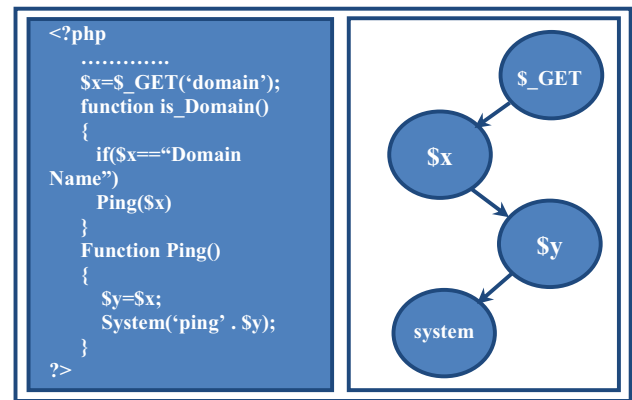 <?php
………….
$x=$_GET(‘domain’);
function is_Domain()
{
if($x==“Domain
Name”)
Ping($x)
}
Function Ping()
{
$y=$x;
System(‘ping’ . $y);
}
?>
$_GET
$x
$y
system